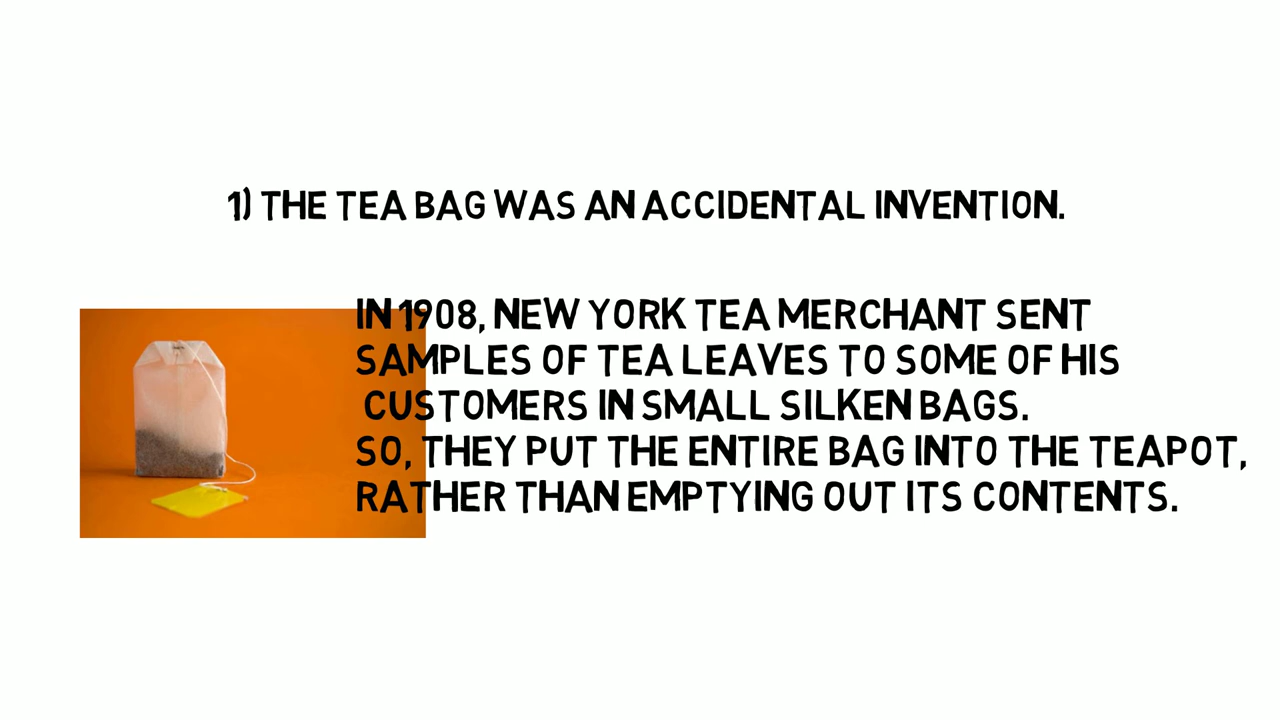 1) THE TEA BAG WAS AN ACCIDENTAL INVENTION.
IN 1908, NEW YORK TEA MERCHANT SENT
SAMPLES OF TEA LEAVES TO SOME OF HIS
CUSTOMERS IN SMALL SILKEN BAGS.
SO, THEY PUT THE ENTIRE BAG INTO THE TEAPOT,
RATHER THAN EMPTYING OUT ITS CONTENTS.